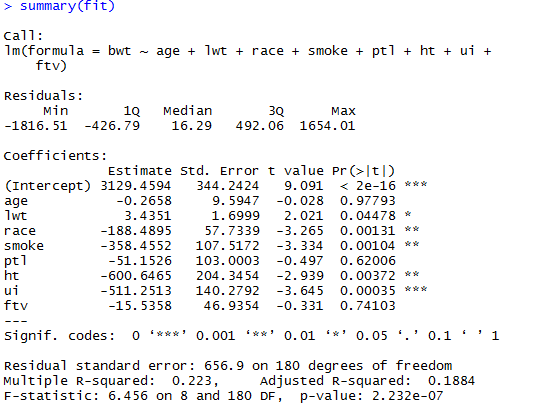 > summary(fit)
Call:
lm(formula = bwt ~ age + lwt + race + smoke + ptl + ht + ui +
    ftv)
Residuals:
     Min       1Q   Median       3Q      Max
-1816.51  -426.79    16.29   492.06  1654.01
Coefficients:
             Estimate Std. Error t value Pr(>|t|)
(Intercept) 3129.4594   344.2424   9.091  < 2e-16 ***
age           -0.2658     9.5947  -0.028  0.97793
lwt            3.4351     1.6999   2.021  0.04478 *
race        -188.4895    57.7339  -3.265  0.00131 **
smoke       -358.4552   107.5172  -3.334  0.00104 **
ptl          -51.1526   103.0003  -0.497  0.62006
ht          -600.6465   204.3454  -2.939  0.00372 **
ui          -511.2513   140.2792  -3.645  0.00035 ***
ftv          -15.5358    46.9354  -0.331  0.74103
---
Signif. codes:  0 ‘***’ 0.001 ‘**’ 0.01 ‘*’ 0.05 ‘.’ 0.1 ‘ ’ 1
Residual standard error: 656.9 on 180 degrees of freedom
Multiple R-squared:  0.223,     Adjusted R-squared:  0.1884
F-statistic: 6.456 on 8 and 180 DF,  p-value: 2.232e-07